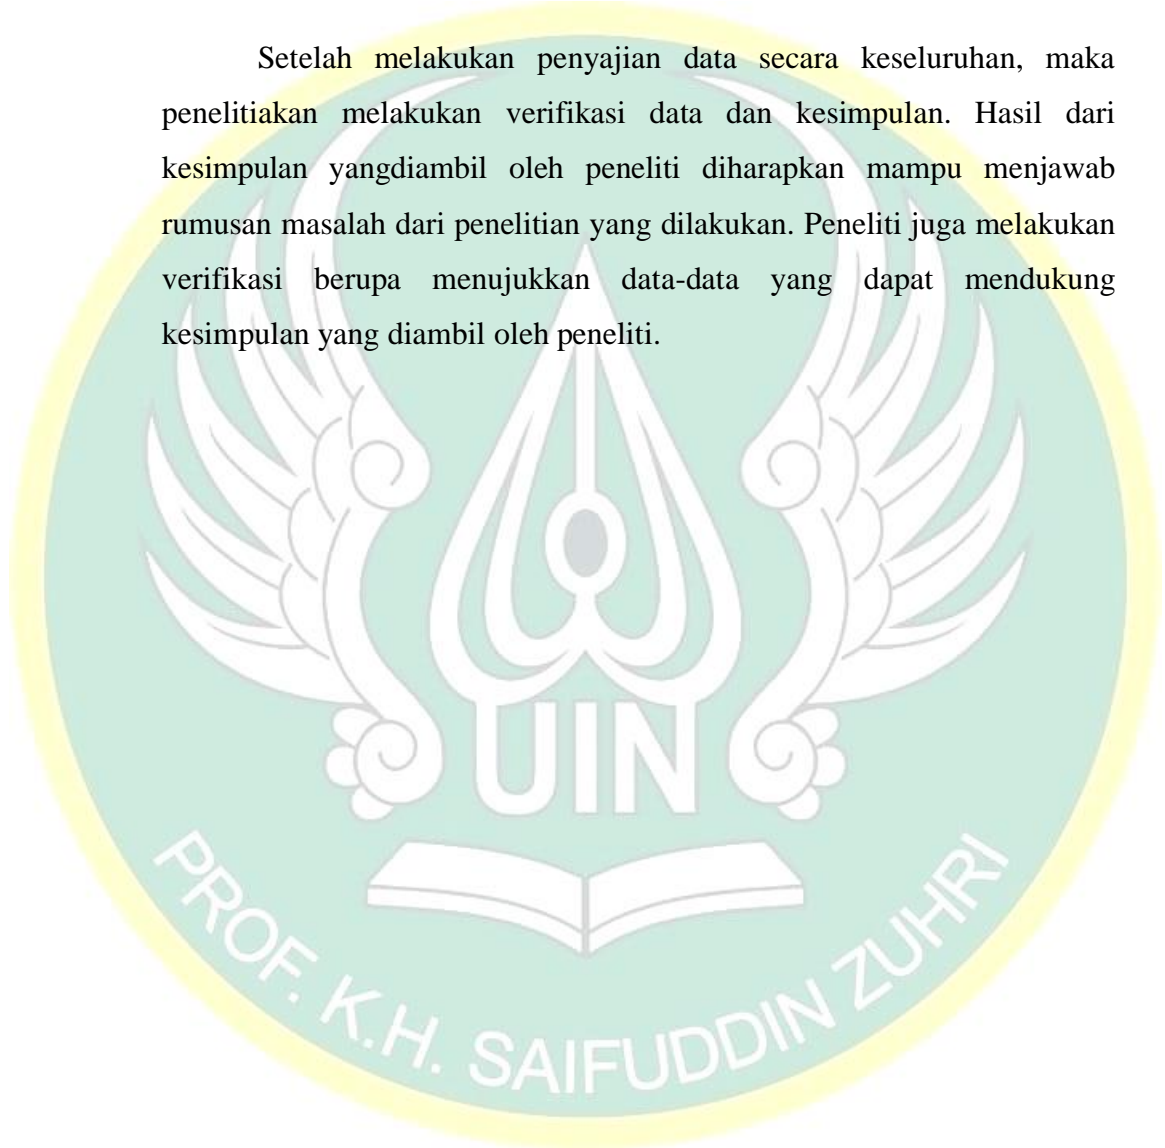 Setelah melakukan penyajian data secara keseluruhan, maka
penelitiakan melakukan verifikasi data dan kesimpulan. Hasil dari
kesimpulan yangdiambil oleh peneliti diharapkan mampu menjawab
rumusan masalah dari penelitian yang dilakukan. Peneliti juga melakukan
verifikasi berupa menujukkan data-data yang dapat mendukung
kesimpulan yang diambil oleh peneliti.
UIN
PROF. K.H. SAIFUDDIN ZUHRI